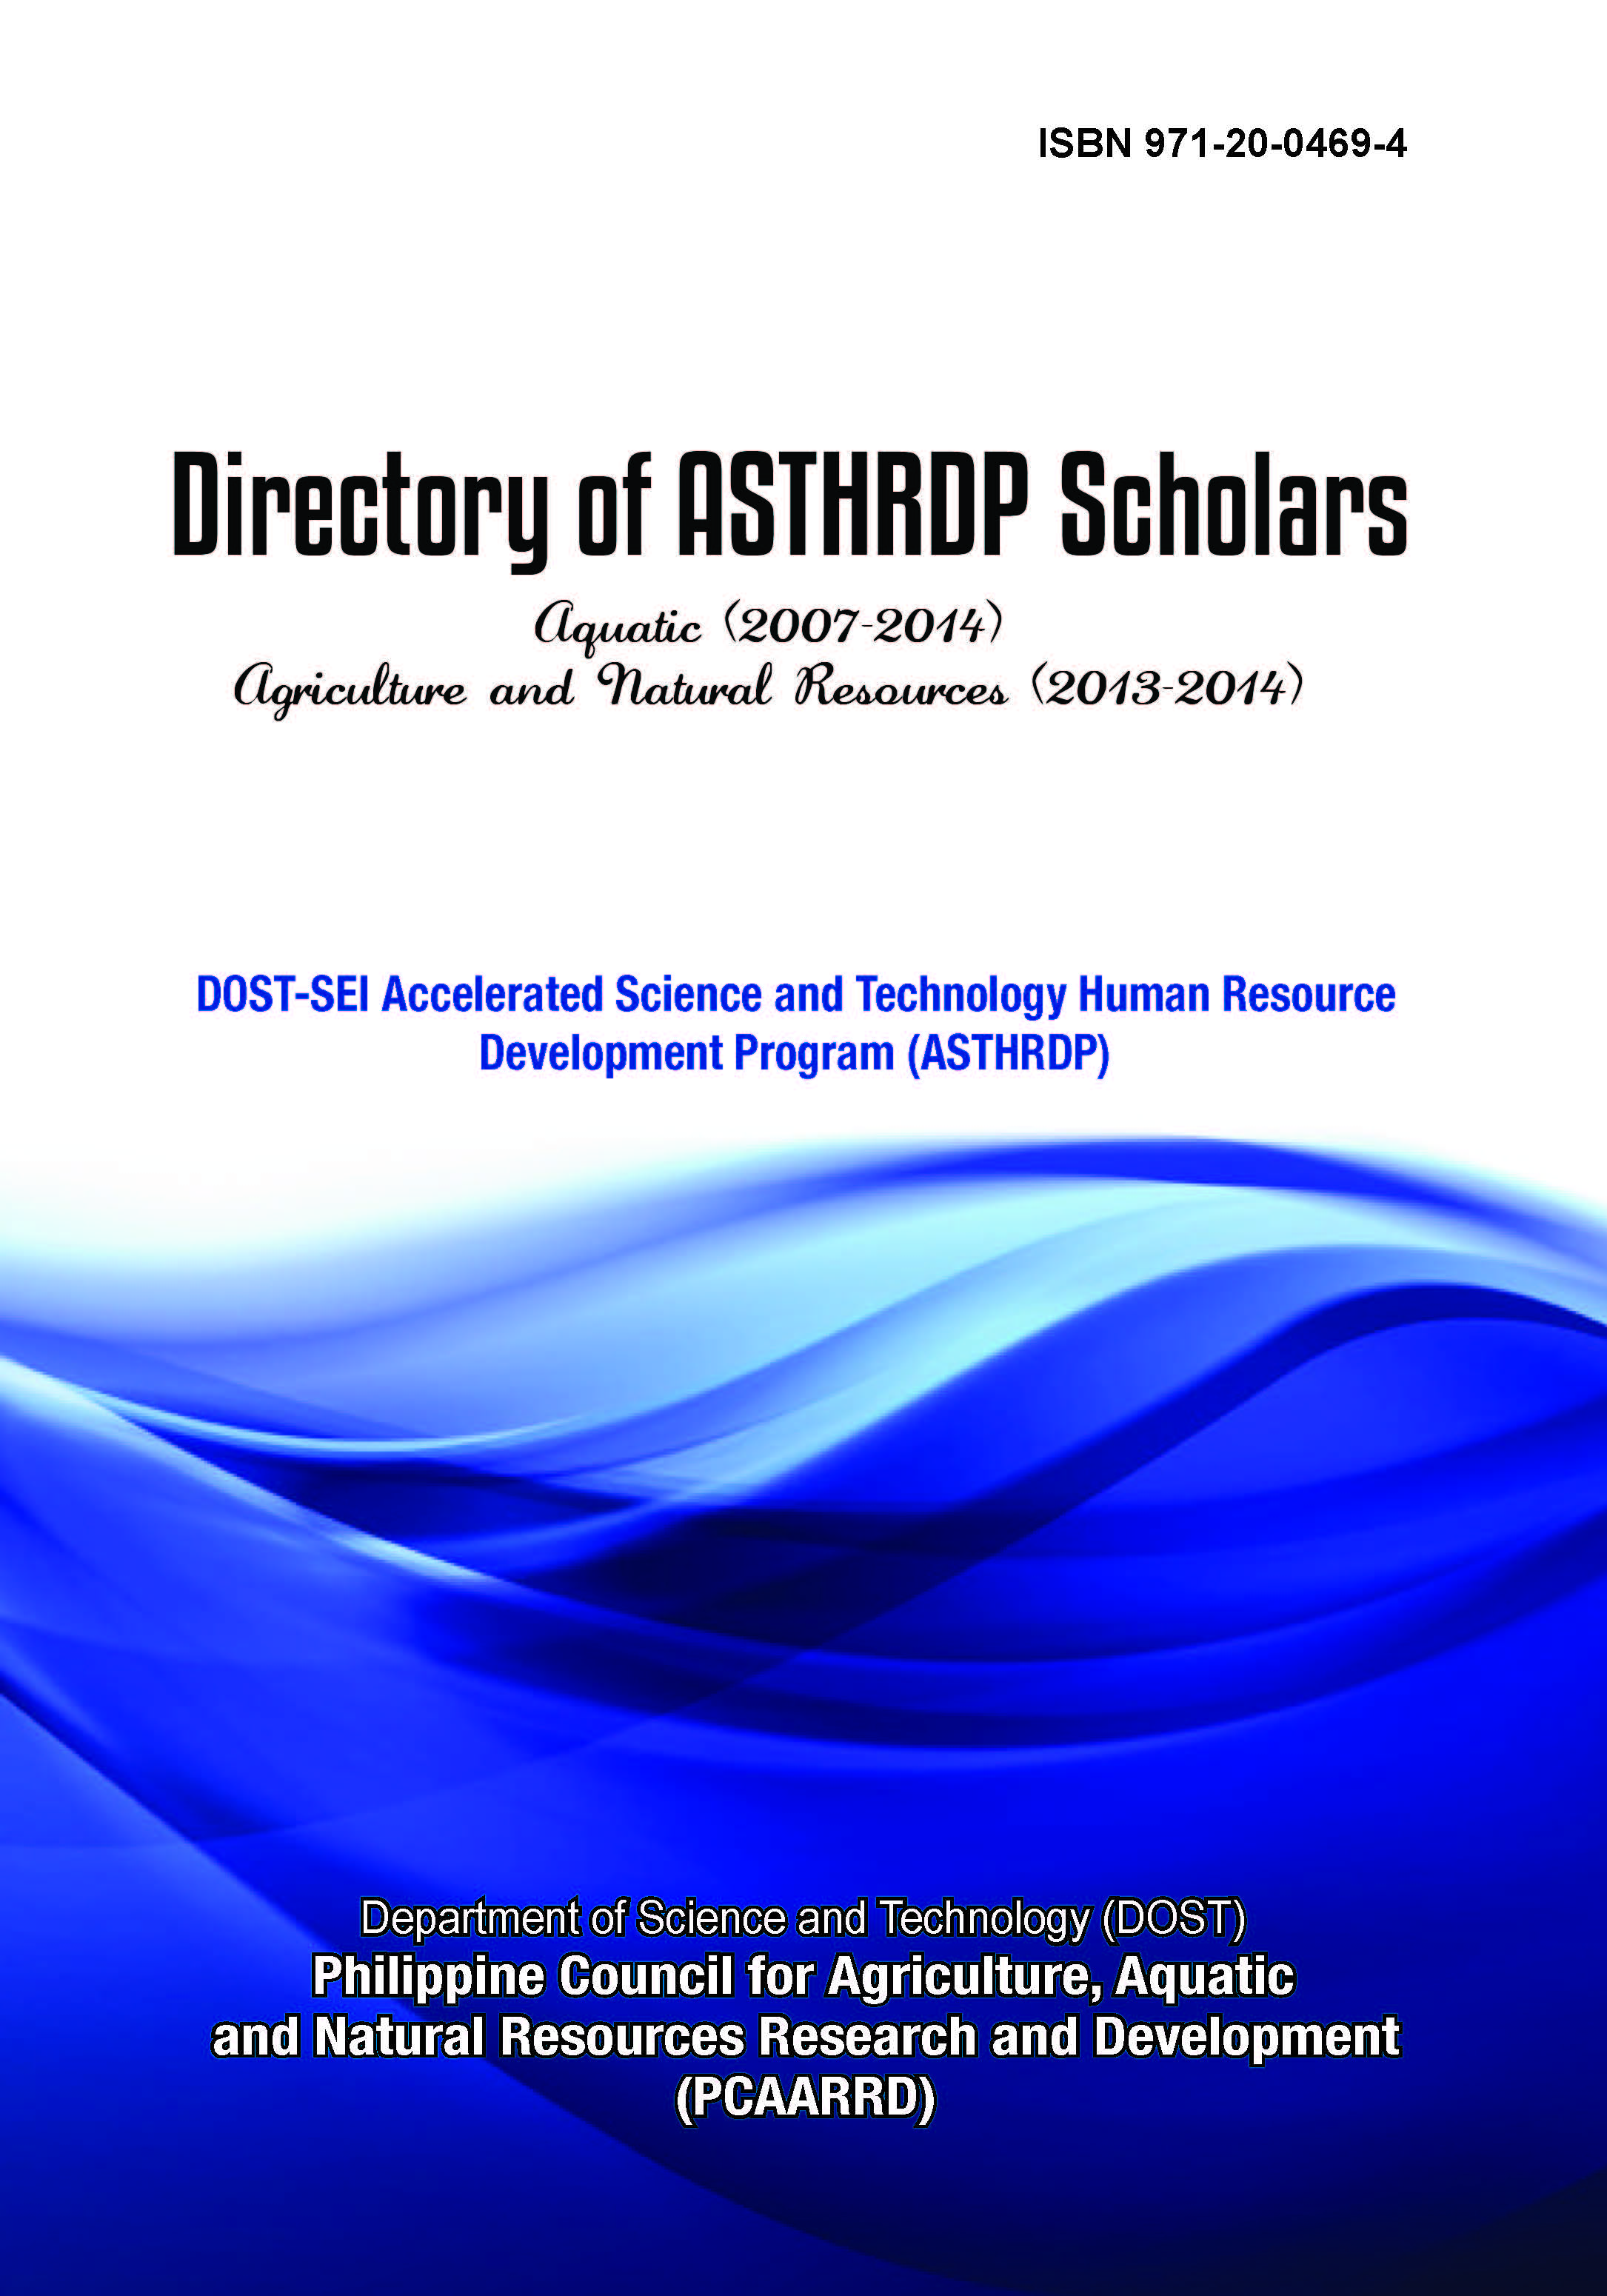 ISBN 971-20-0469-4
Directory of ASTHRDP Scholars
Aquatic (2007-2014)
Agriculture and Natural Resources (2013-2014)
DOST-SEI Accelerated Science and Technology Human Resource
Development Program (ASTHRDP)
Department of Science and Technology (DOST)
Philippine Council for Agriculture, Aquatic
and Natural Resources Research and Development
(PCAARRD)